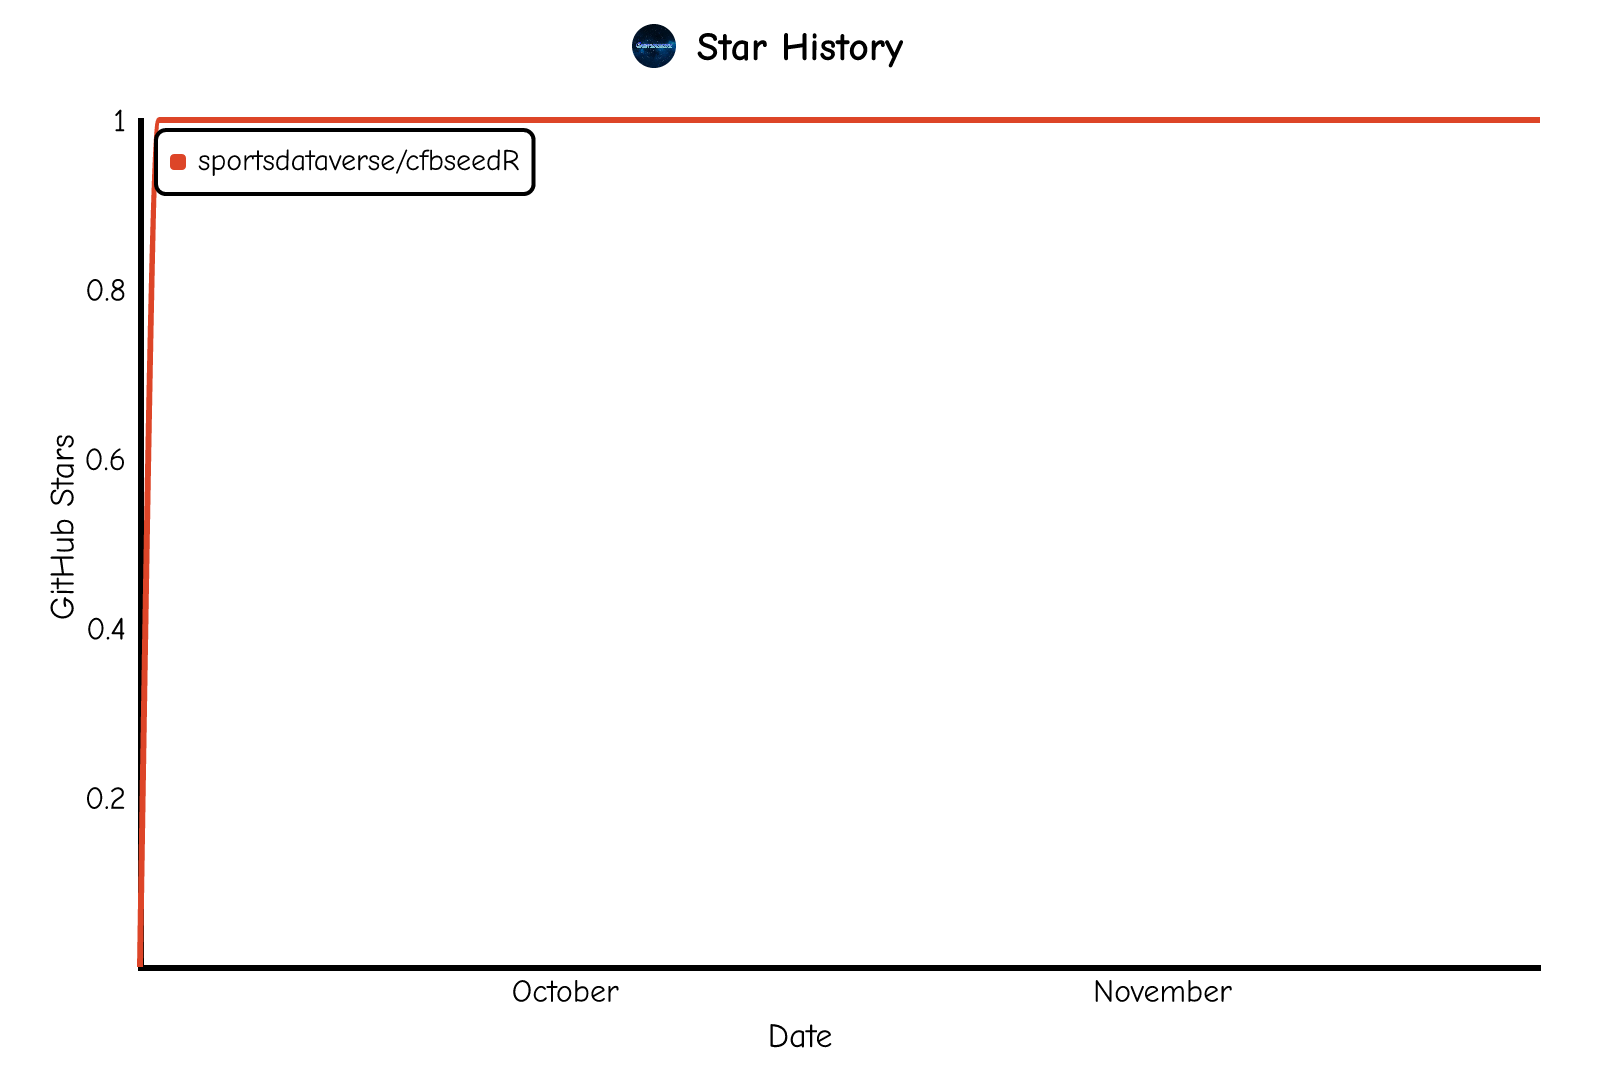 Star History
sportsdataverse/cfbseedR
1
0.8
0.6
0.4
0.2
GitHub Stars
October
November
Date